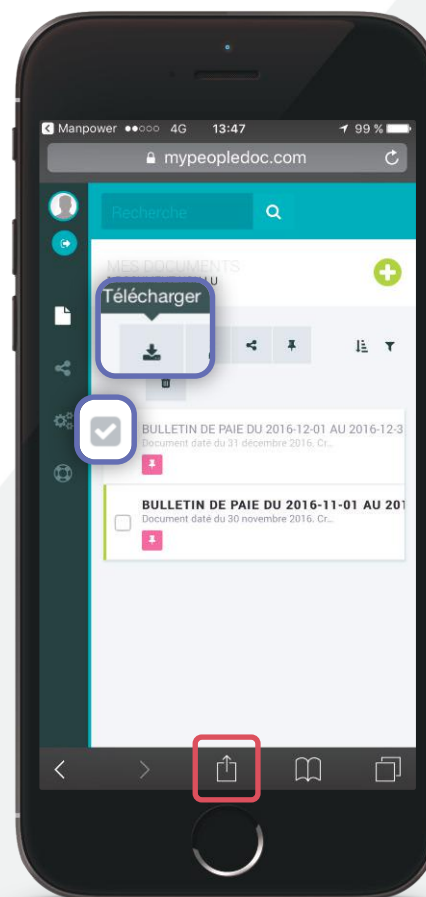 Manpower 4G 13:47 99 %
mypeopledoc.com
Recherche
MES DOCUMENTS
Télécharger
BULLETIN DE PAIE DU 2016-12-01 AU 2016-12-3
Document daté du 31 décembre 2016. Cr...
BULLETIN DE PAIE DU 2016-11-01 AU 201
Document daté du 30 novembre 2016. Cr...